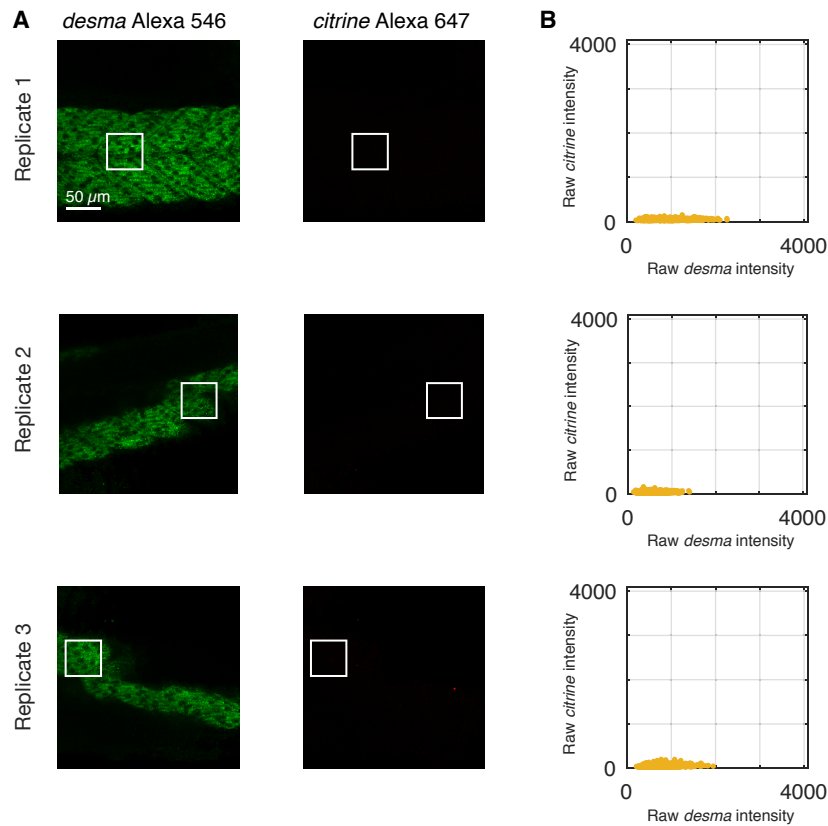 A
desma Alexa 546
citrine Alexa 647
B
Replicate 1
50 µm
4000
Raw citrine intensity
0
0
4000
Raw desma intensity
Replicate 2
4000
Raw citrine intensity
0
0
4000
Raw desma intensity
Replicate 3
4000
Raw citrine intensity
0
0
4000
Raw desma intensity